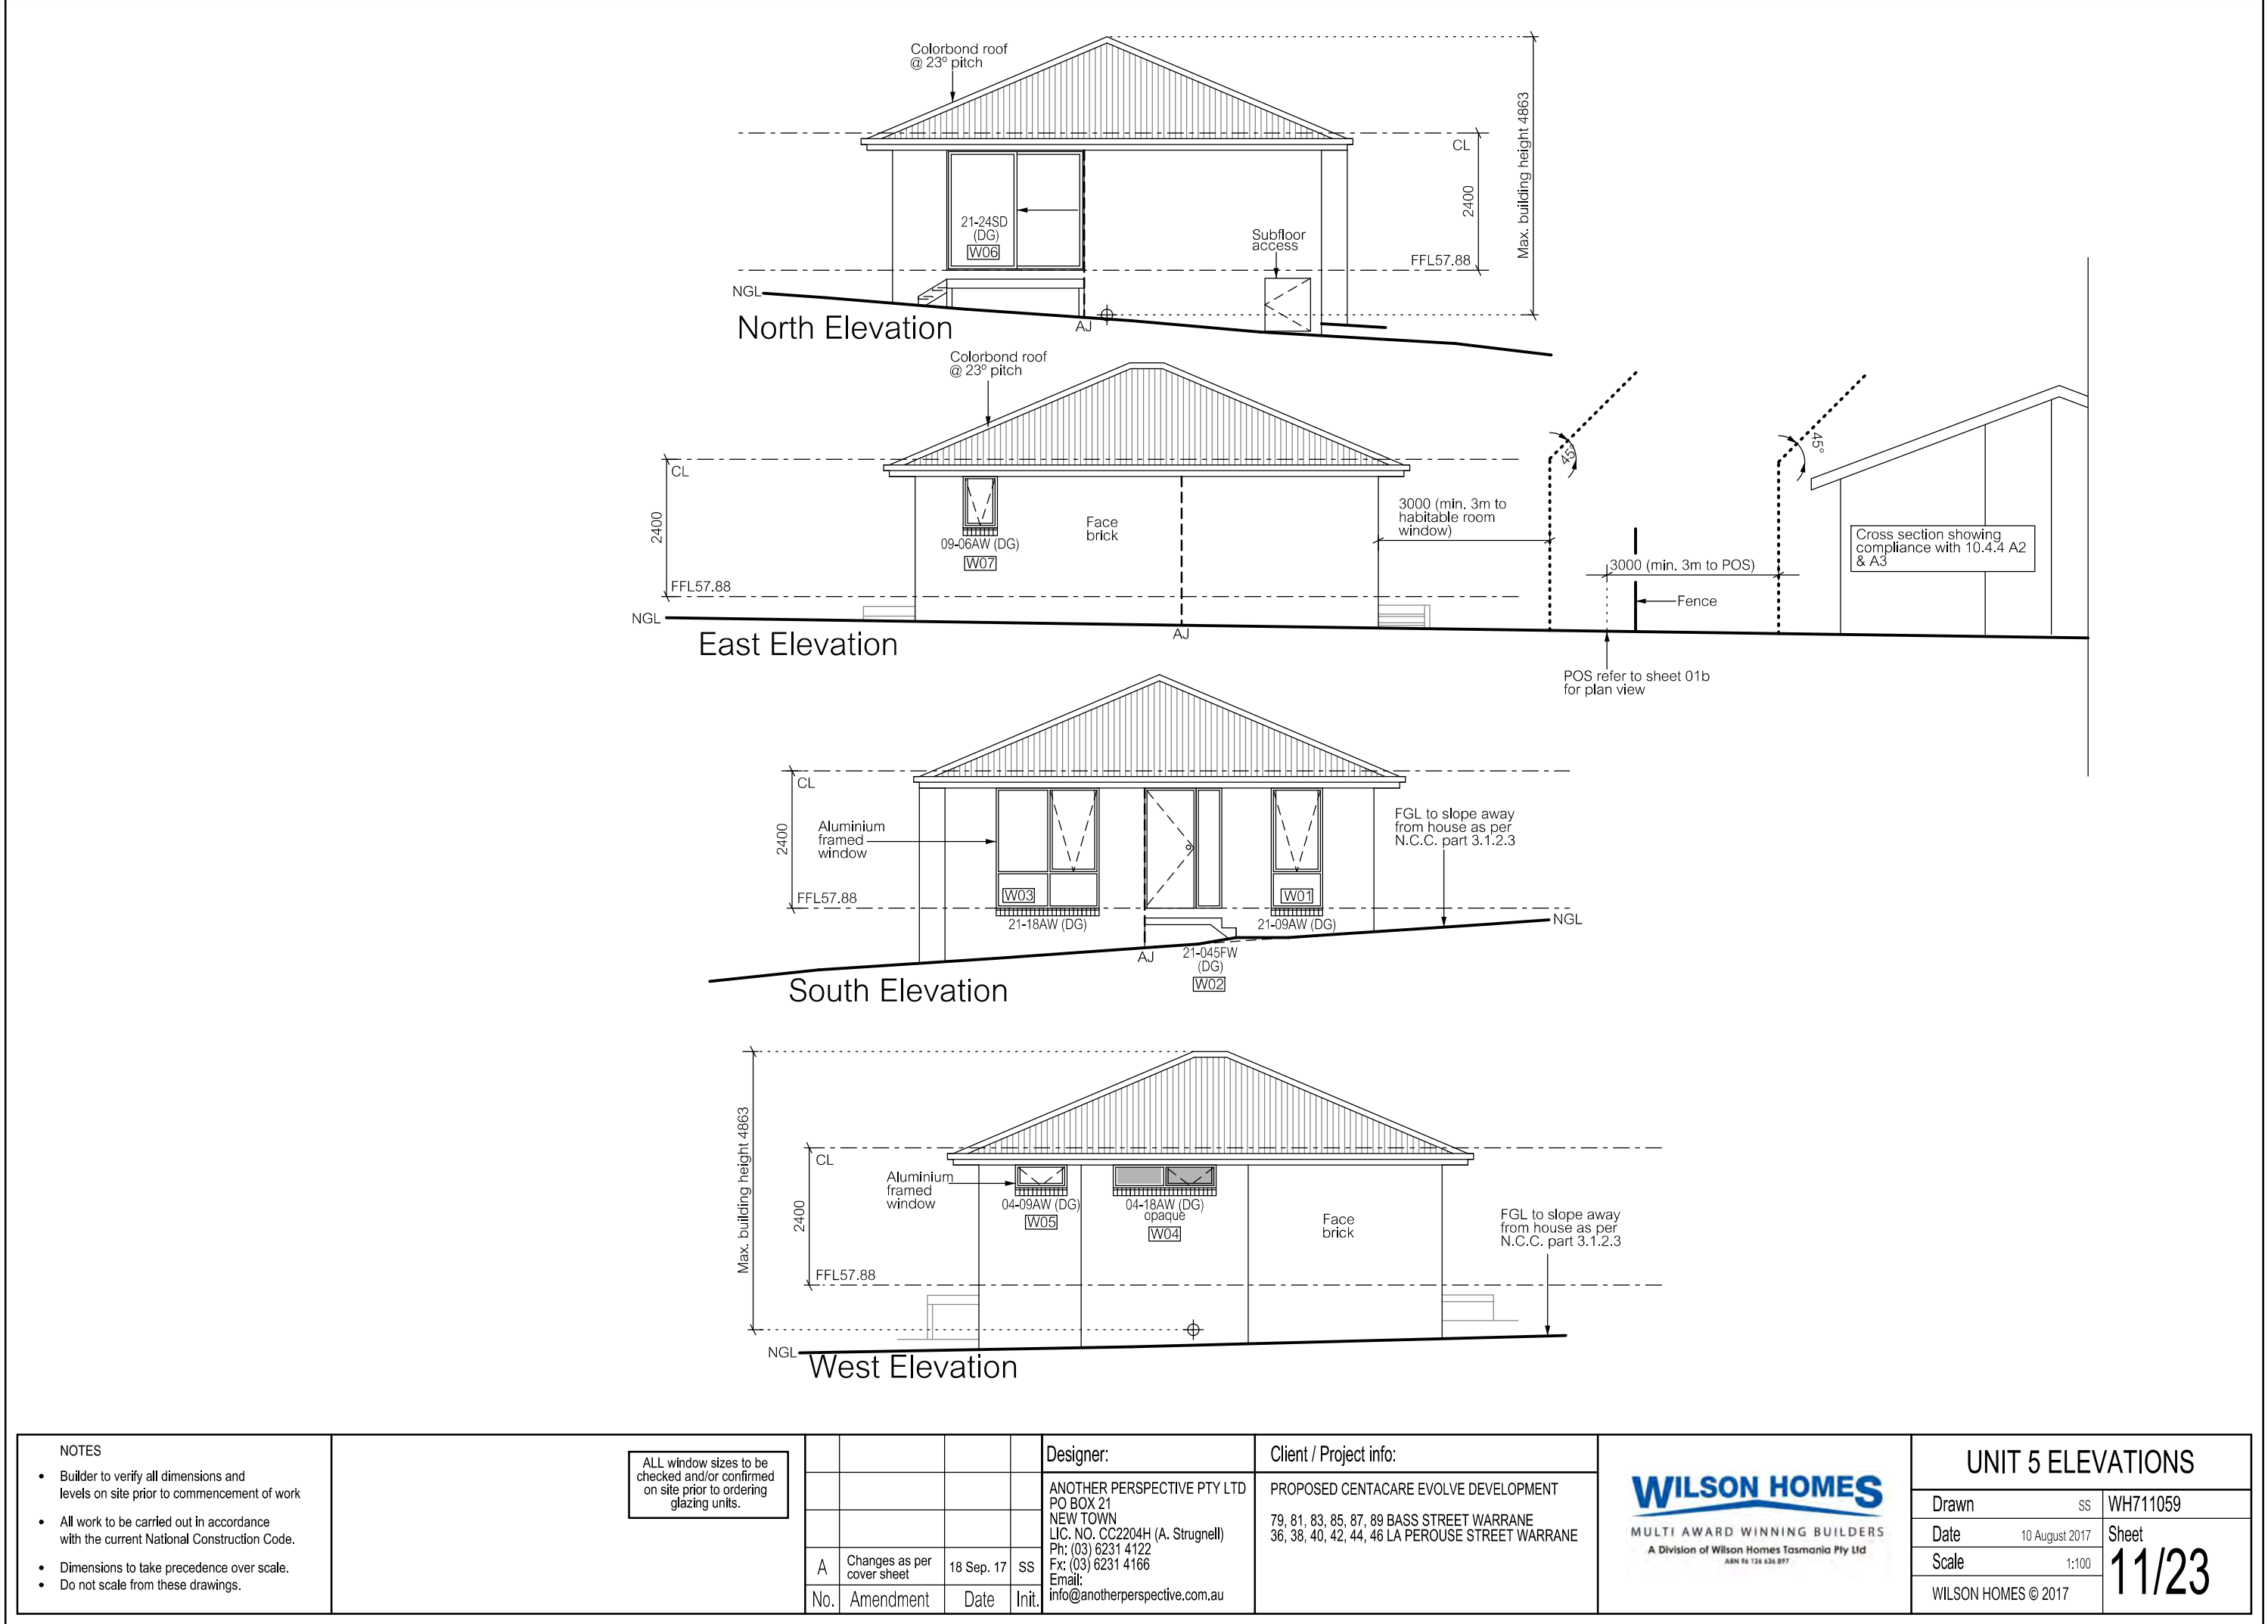 Colorbond roof
@ 23º pitch
CL
2400
Max. building height 4863
21-24SD
(DG)
W06
Subfloor
access
FFL57.88
NGL
AJ
North Elevation
Colorbond roof
@ 23º pitch
CL
2400
FFL57.88
NGL
09-06AW (DG)
W07
Face
brick
AJ
3000 (min. 3m to
habitable room
window)
45°
45°
3000 (min. 3m to POS)
Fence
Cross section showing
compliance with 10.4.4 A2
& A3
POS refer to sheet 01b
for plan view
East Elevation
CL
2400
FFL57.88
Aluminium
framed
window
W03
21-18AW (DG)
W01
21-09AW (DG)
AJ
21-045FW
(DG)
W02
FGL to slope away
from house as per
N.C.C. part 3.1.2.3
NGL
South Elevation
Max. building height 4863
CL
2400
FFL57.88
Aluminium
framed
window
04-09AW (DG)
W05
04-18AW (DG)
opaque
W04
Face
brick
FGL to slope away
from house as per
N.C.C. part 3.1.2.3
NGL
West Elevation
NOTES
• Builder to verify all dimensions and
levels on site prior to commencement of work
• All work to be carried out in accordance
with the current National Construction Code.
• Dimensions to take precedence over scale.
• Do not scale from these drawings.
ALL window sizes to be
checked and/or confirmed
on site prior to ordering
glazing units.
A Changes as per
cover sheet 18 Sep. 17 SS
No. Amendment Date Init.
Designer:
ANOTHER PERSPECTIVE PTY LTD
PO BOX 21
NEW TOWN
LIC. NO. CC2204H (A. Strugnell)
Ph: (03) 6231 4122
Fx: (03) 6231 4166
Email:
info@anotherperspective.com.au
Client / Project info:
PROPOSED CENTACARE EVOLVE DEVELOPMENT
79, 81, 83, 85, 87, 89 BASS STREET WARRANE
36, 38, 40, 42, 44, 46 LA PEROUSE STREET WARRANE
WILSON HOMES
MULTI AWARD WINNING BUILDERS
A Division of Wilson Homes Tasmania Pty Ltd
ABN 96 126 636 897
UNIT 5 ELEVATIONS
Drawn SS WH711059
Date 10 August 2017 Sheet
Scale 1:100
11/23
WILSON HOMES © 2017